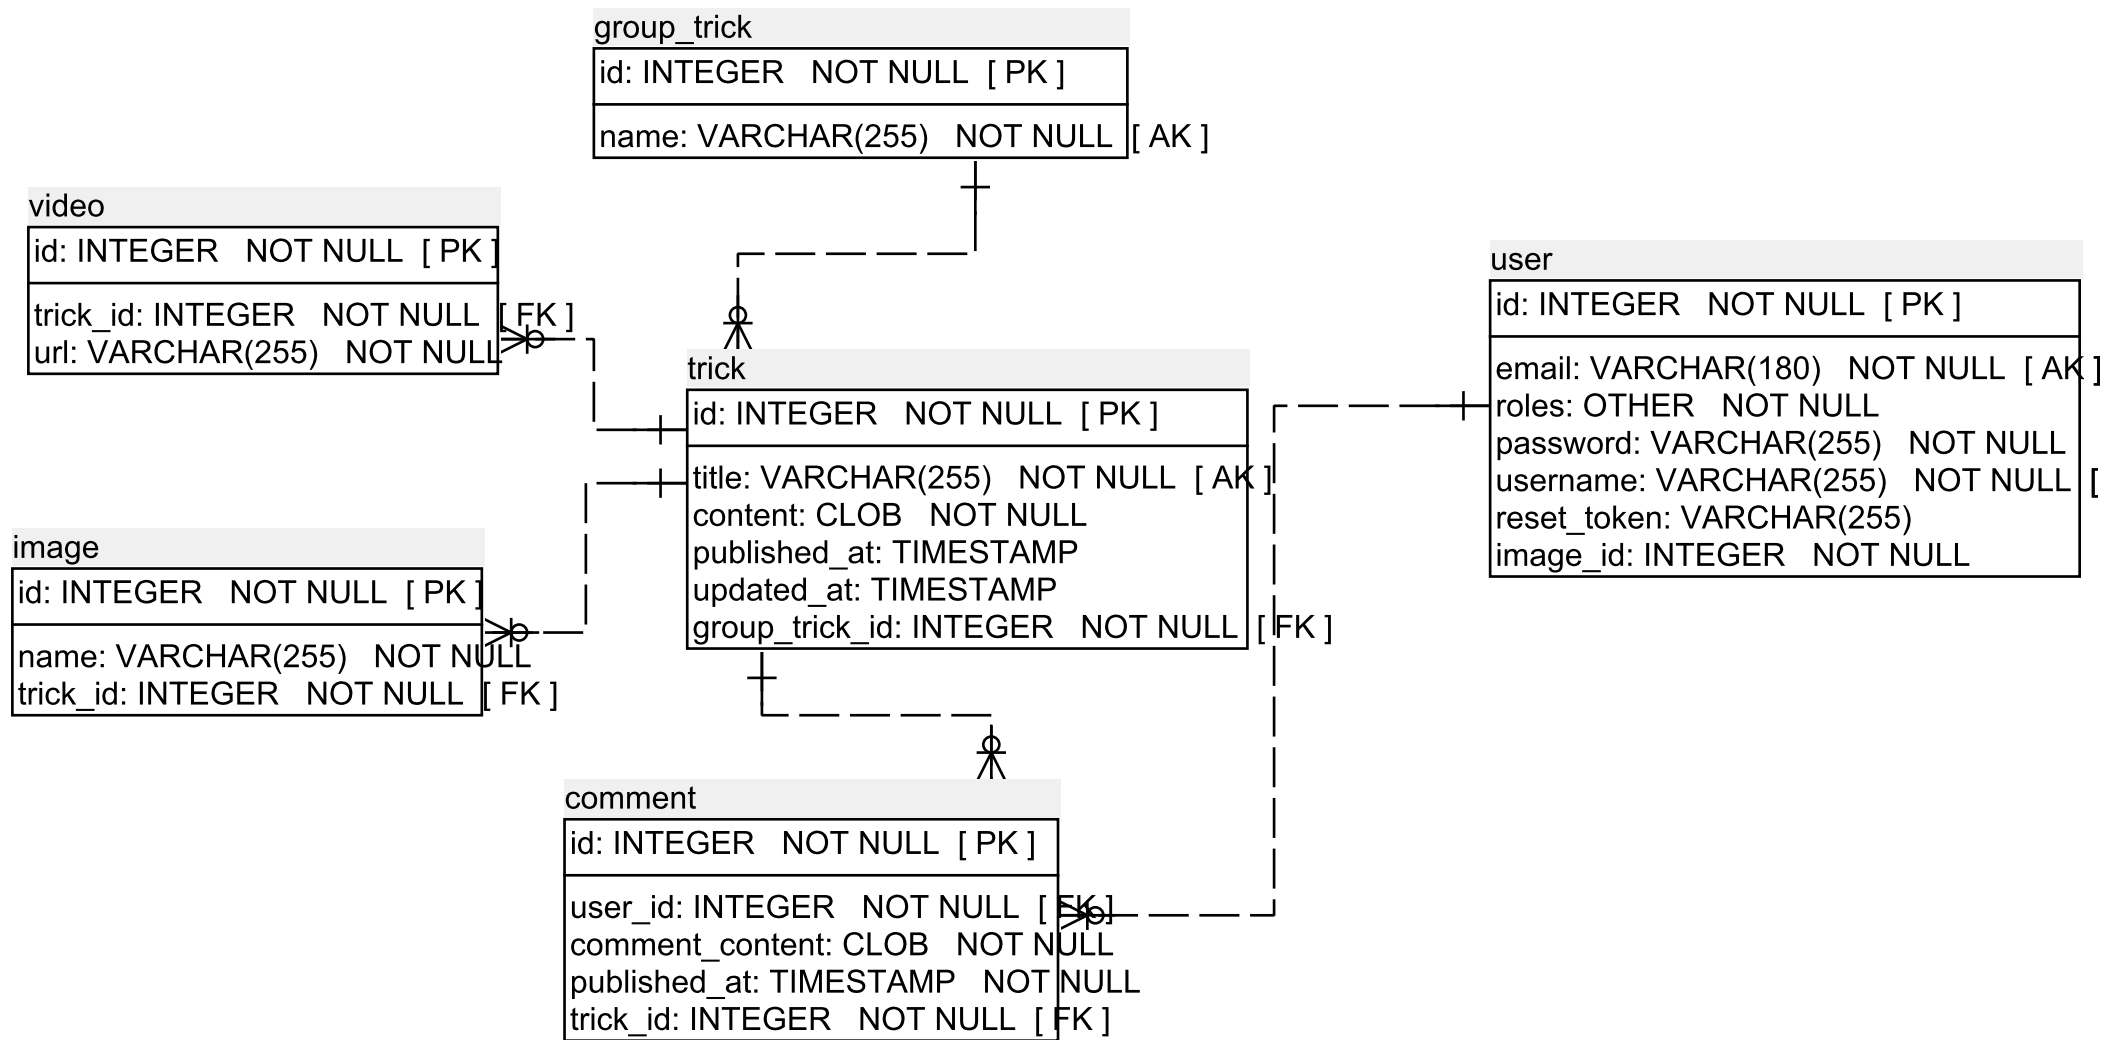 group_trick
id: INTEGER NOT NULL [ PK ]
name: VARCHAR(255) NOT NULL [ AK ]
video
id: INTEGER NOT NULL [ PK ]
trick_id: INTEGER NOT NULL [ FK ]
url: VARCHAR(255) NOT NULL
user
id: INTEGER NOT NULL [ PK ]
email: VARCHAR(180) NOT NULL [ AK ]
roles: OTHER NOT NULL
password: VARCHAR(255) NOT NULL
username: VARCHAR(255) NOT NULL [
reset_token: VARCHAR(255)
image_id: INTEGER NOT NULL
trick
id: INTEGER NOT NULL [ PK ]
title: VARCHAR(255) NOT NULL [ AK ]
content: CLOB NOT NULL
published_at: TIMESTAMP
updated_at: TIMESTAMP
group_trick_id: INTEGER NOT NULL [ FK ]
image
id: INTEGER NOT NULL [ PK ]
name: VARCHAR(255) NOT NULL
trick_id: INTEGER NOT NULL [ FK ]
comment
id: INTEGER NOT NULL [ PK ]
user_id: INTEGER NOT NULL [ FK ]
comment_content: CLOB NOT NULL
published_at: TIMESTAMP NOT NULL
trick_id: INTEGER NOT NULL [ FK ]